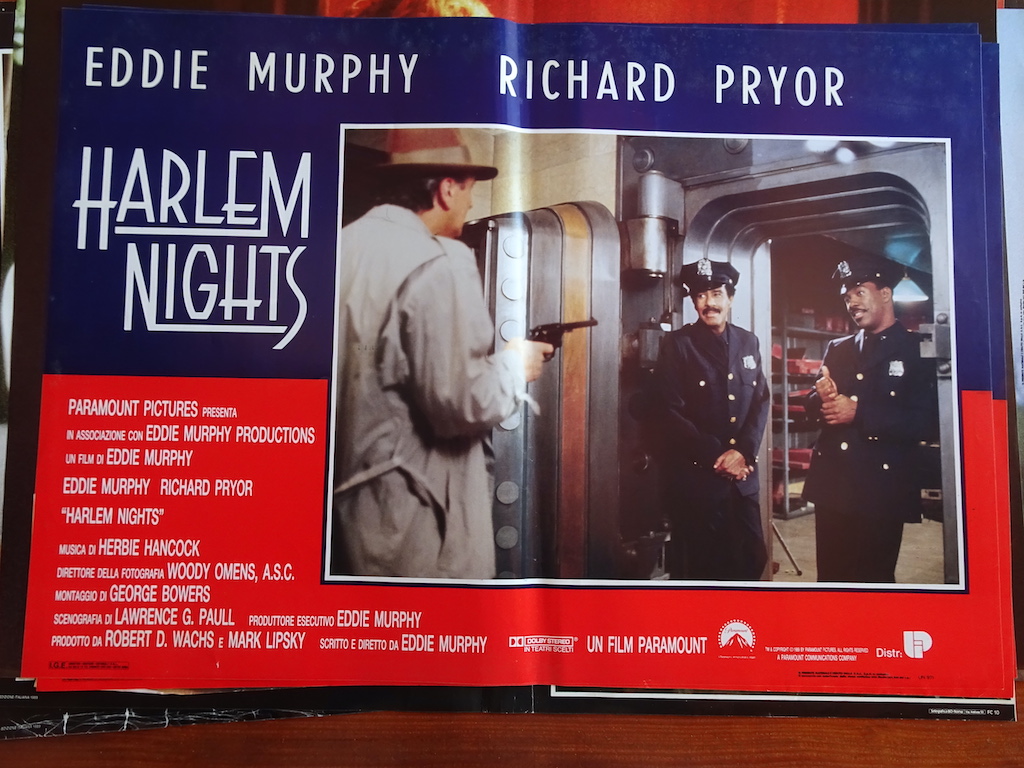 EDDIE MURPHY RICHARD PRYOR
HARLEM
NIGHTS
PARAMOUNT PICTURES PRESENTA
IN ASSOCIAZIONE CON EDDIE MURPHY PRODUCTIONS
UN FILM DI EDDIE MURPHY
EDDIE MURPHY RICHARD PRYOR
"HARLEM NIGHTS"
MUSICA DI HERBIE HANCOCK
DIRETTORE DELLA FOTOGRAFIA WOODY OMENS, A.S.C.
MONTAGGIO DI GEORGE BOWERS
SCENOGRAFIA DI LAWRENCE G. PAULL PRODUTTORE ESECUTIVO EDDIE MURPHY
PRODOTTO DA ROBERT D. WACHS E MARK LIPSKY SCRITTO E DIRETTO DA EDDIE MURPHY
DOLBY STEREO
IN TEATRI SCELTI
UN FILM PARAMOUNT
A PARAMOUNT COMMUNICATIONS COMPANY
Distr:
FC 10